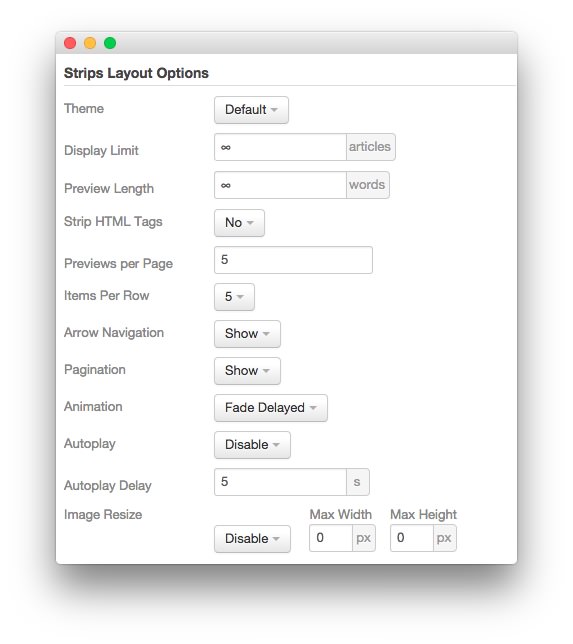 Strips Layout Options
Theme Default
Display Limit ∞ articles
Preview Length ∞ words
Strip HTML Tags No
Previews per Page 5
Items Per Row 5
Arrow Navigation Show
Pagination Show
Animation Fade Delayed
Autoplay Disable
Autoplay Delay 5 s
Image Resize Max Width Max Height
Disable 0 px 0 px